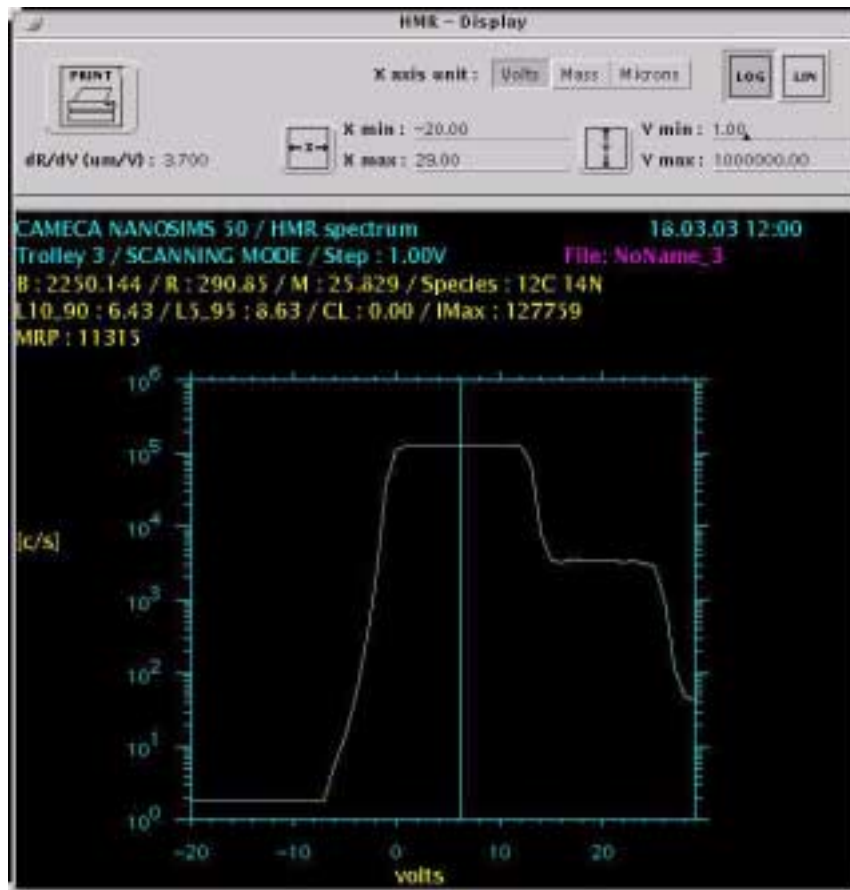 HMR - Display
PRINT
X axis unit : Volts Mass Microns
LOG LIN
dR/dV (um/V) : 3.700
X min : -20.00
X max : 29.00
Y min : 1.00
Y max : 1000000.00
CAMECA NANOSIMS 50 / HMR spectrum 18.03.03 12:00
Trolley 3 / SCANNING MODE / Step : 1.00V File: NoName_3
B : 2250.144 / R : 290.85 / M : 25.829 / Species : 12C 14N
L10_90 : 6.43 / L5_95 : 8.63 / CL : 0.00 / IMax : 127759
MRP : 11315
10^6
10^5
10^4
[c/s]
10^3
10^2
10^1
10^0
-20 -10 0 10 20
volts